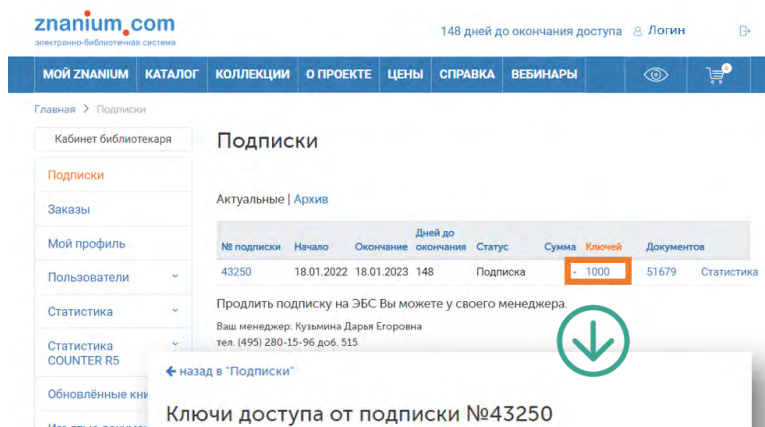 znanium.com
электронно-библиотечная система
148 дней до окончания доступа Логин
МОЙ ZNANIUM КАТАЛОГ КОЛЛЕКЦИИ О ПРОЕКТЕ ЦЕНЫ СПРАВКА ВЕБИНАРЫ 0
Главная > Подписки
Кабинет библиотекаря
Подписки
Заказы
Мой профиль
Пользователи
Статистика
Статистика
COUNTER R5
Обновлённые кни
Подписки
Актуальные | Архив
№ подписки Начало Окончание Дней до окончания Статус Сумма Ключей Документов
43250 18.01.2022 18.01.2023 148 Подписка - 1000 51679 Статистика
Продлить подписку на ЭБС Вы можете у своего менеджера.
Ваш менеджер: Кузьмина Дарья Егоровна
тел. (495) 280-15-96 доб. 515
назад в "Подписки"
Ключи доступа от подписки №43250